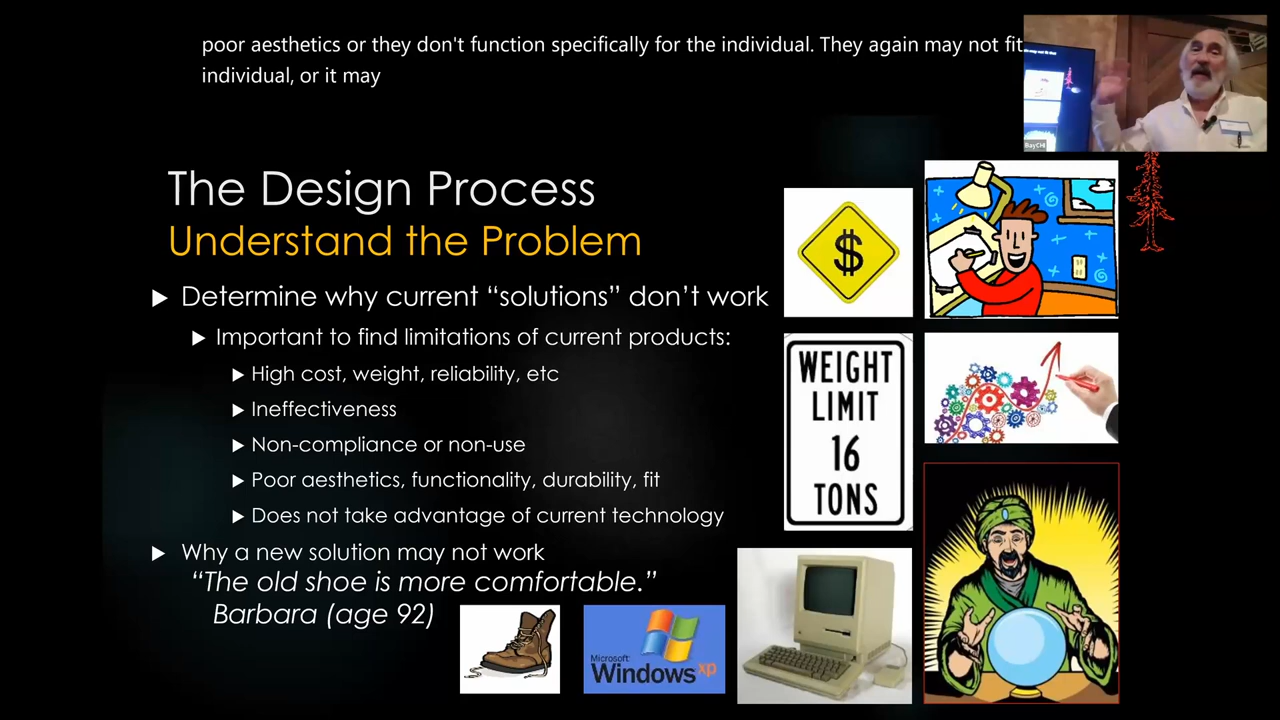 poor aesthetics or they don't function specifically for the individual. They again may not fit
individual, or it may
BayCHI
The Design Process
Understand the Problem
Determine why current “solutions” don’t work
Important to find limitations of current products:
High cost, weight, reliability, etc
Ineffectiveness
Non-compliance or non-use
Poor aesthetics, functionality, durability, fit
Does not take advantage of current technology
Why a new solution may not work
“The old shoe is more comfortable.”
Barbara (age 92)
$
WEIGHT
LIMIT
16
TONS
Microsoft
Windows xp